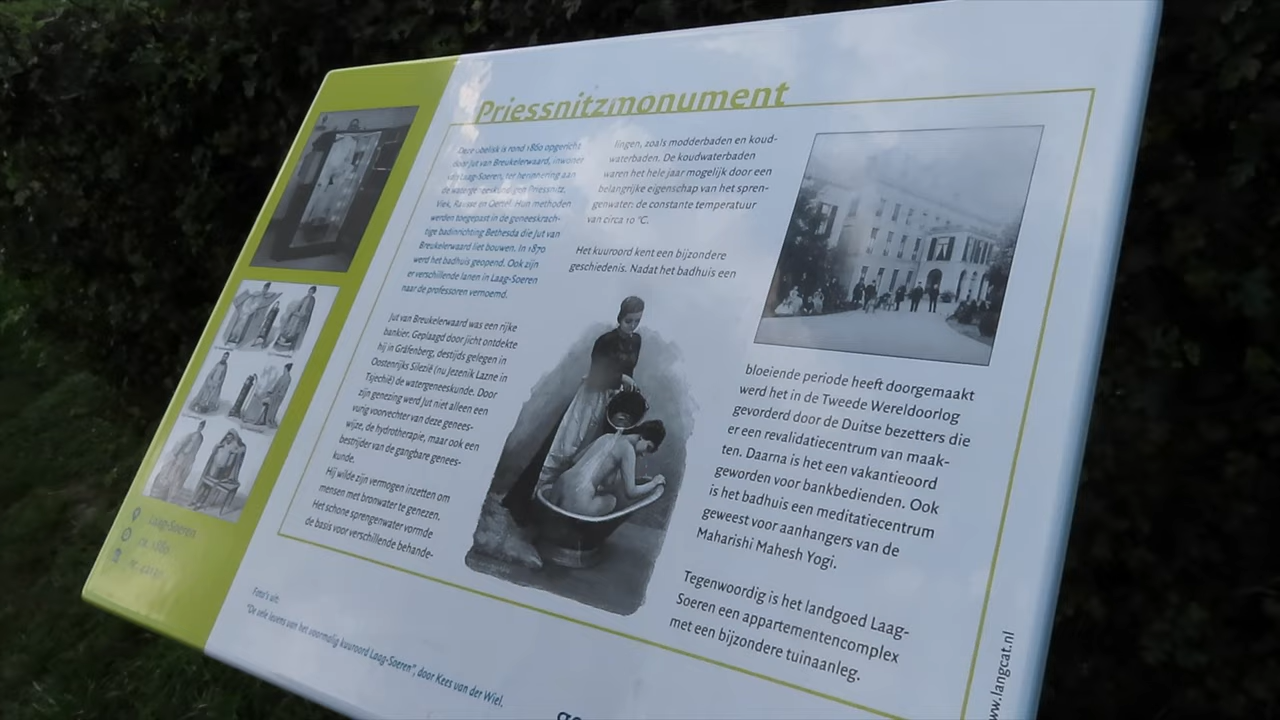 Priessnitzmonument
Deze obelisk is rond 1860 opgericht
door Jut van Breukelerwaard, inwoner
van Laag-Soeren, ter herinnering aan
de watergeneeskundigen Priessnitz,
Viek, Rausse en Oertel. Hun methoden
werden toegepast in de geneeskrach-
tige badinrichting Bethesda die Jut van
Breukelerwaard liet bouwen. In 1870
werd het badhuis geopend. Ook zijn
er verschillende lanen in Laag-Soeren
naar de professoren vernoemd.
Jut van Breukelerwaard was een rijke
bankier. Geplaagd door jicht ontdekte
hij in Gräfenberg, destijds gelegen in
Oostenrijks Silezië (nu Jezenik Lazne in
Tsjechië) de watergeneeskunde. Door
zijn genezing werd Jut niet alleen een
vurig voorvechter van deze genees-
wijze, de hydrotherapie, maar ook een
bestrijder van de gangbare genees-
kunde.
Hij wilde zijn vermogen inzetten om
mensen met bronwater te genezen.
Het schone sprengenwater vormde
de basis voor verschillende behande-
lingen, zoals modderbaden en koud-
waterbaden. De koudwaterbaden
waren het hele jaar mogelijk door een
belangrijke eigenschap van het spren-
genwater: de constante temperatuur
van circa 10 °C.
Het kuuroord kent een bijzondere
geschiedenis. Nadat het badhuis een
bloeiende periode heeft doorgemaakt
werd het in de Tweede Wereldoorlog
gevorderd door de Duitse bezetters die
er een revalidatiecentrum van maak-
ten. Daarna is het een vakantieoord
geworden voor bankbedienden. Ook
is het badhuis een meditatiecentrum
geweest voor aanhangers van de
Maharishi Mahesh Yogi.
Tegenwoordig is het landgoed Laag-
Soeren een appartementencomplex
met een bijzondere tuinaanleg.
Laag-Soeren
ca. 1860
Foto's uit:
"De vele levens van het voormalig kuuroord Laag-Soeren", door Kees van der Wiel.
www.langcat.nl